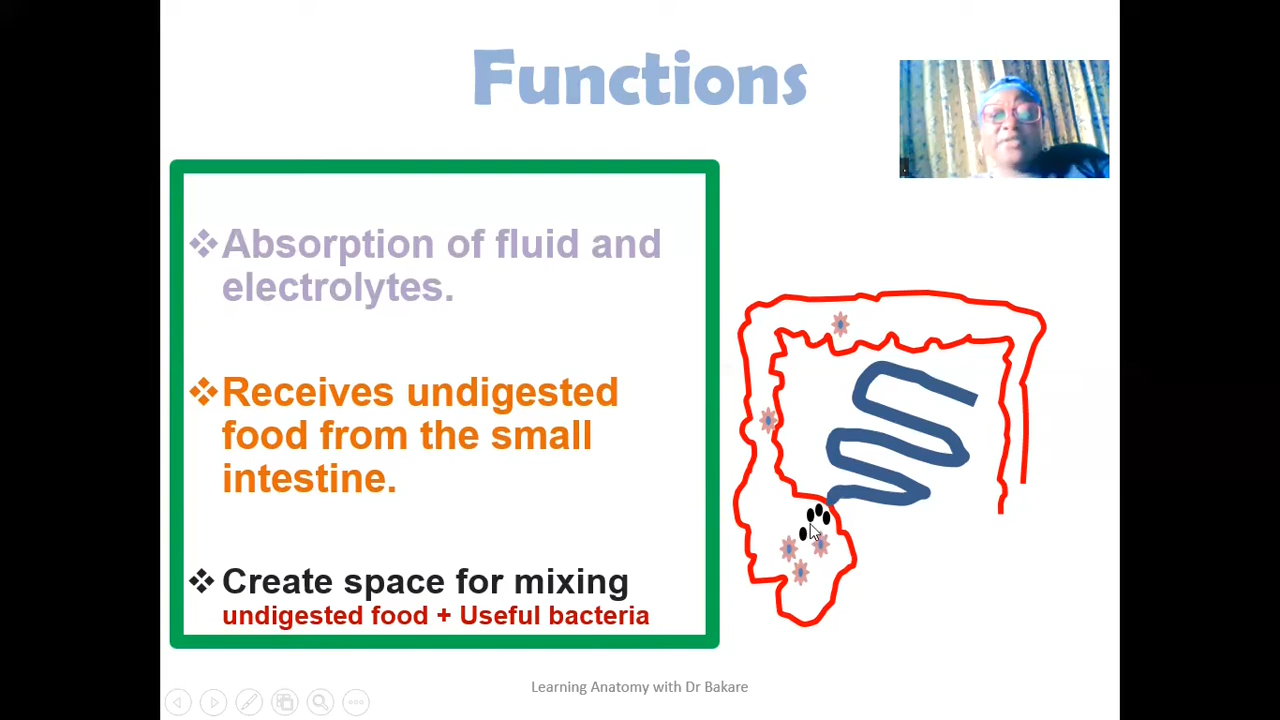 Functions
❖Absorption of fluid and
electrolytes.
❖Receives undigested
food from the small
intestine.
❖Create space for mixing
undigested food + Useful bacteria
Learning Anatomy with Dr Bakare